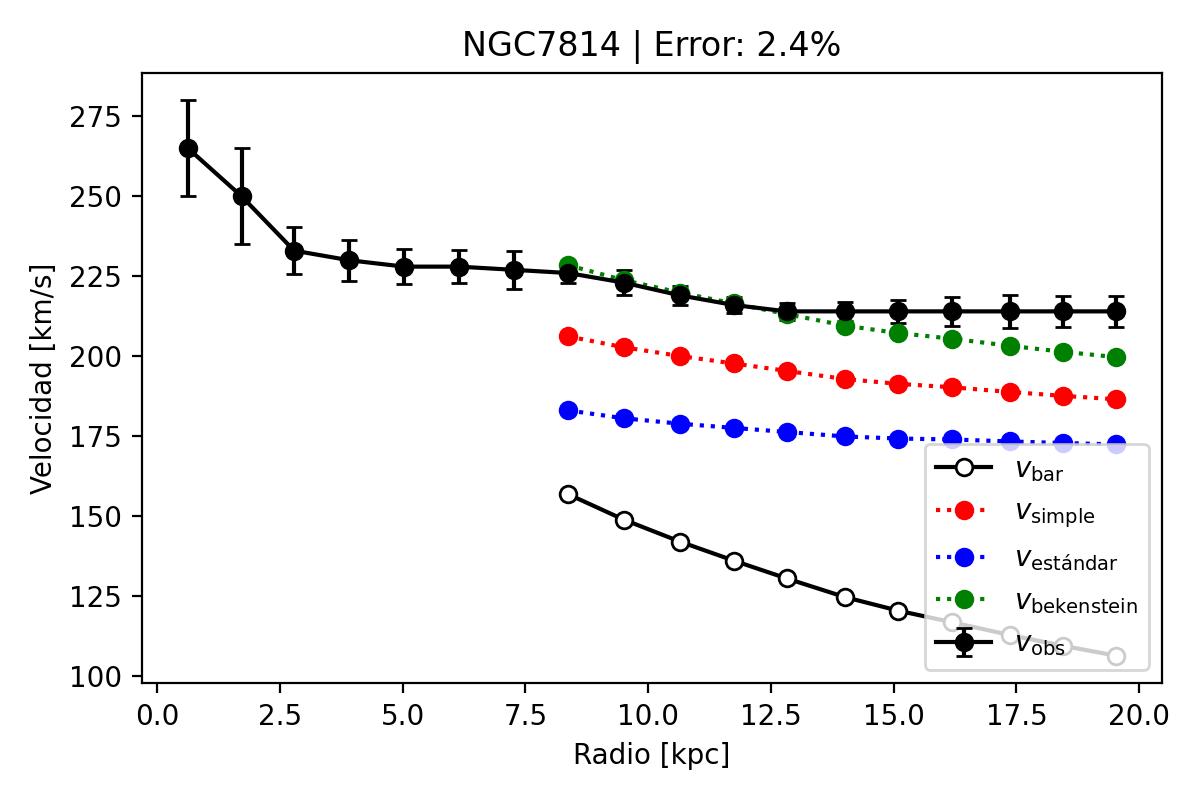 NGC7814 | Error: 2.4%
Velocidad [km/s]
275
250
225
200
175
150
125
100
v_bar
v_simple
v_estándar
v_bekenstein
v_obs
0.0 2.5 5.0 7.5 10.0 12.5 15.0 17.5 20.0
Radio [kpc]